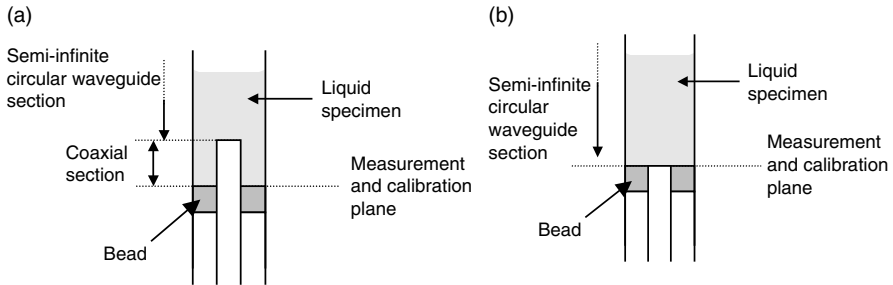 (a)
Semi-infinite
circular waveguide
section
Liquid
specimen
Coaxial
section
Measurement
and calibration
plane
Bead
(b)
Semi-infinite
circular
waveguide
section
Liquid
specimen
Measurement
and calibration
plane
Bead